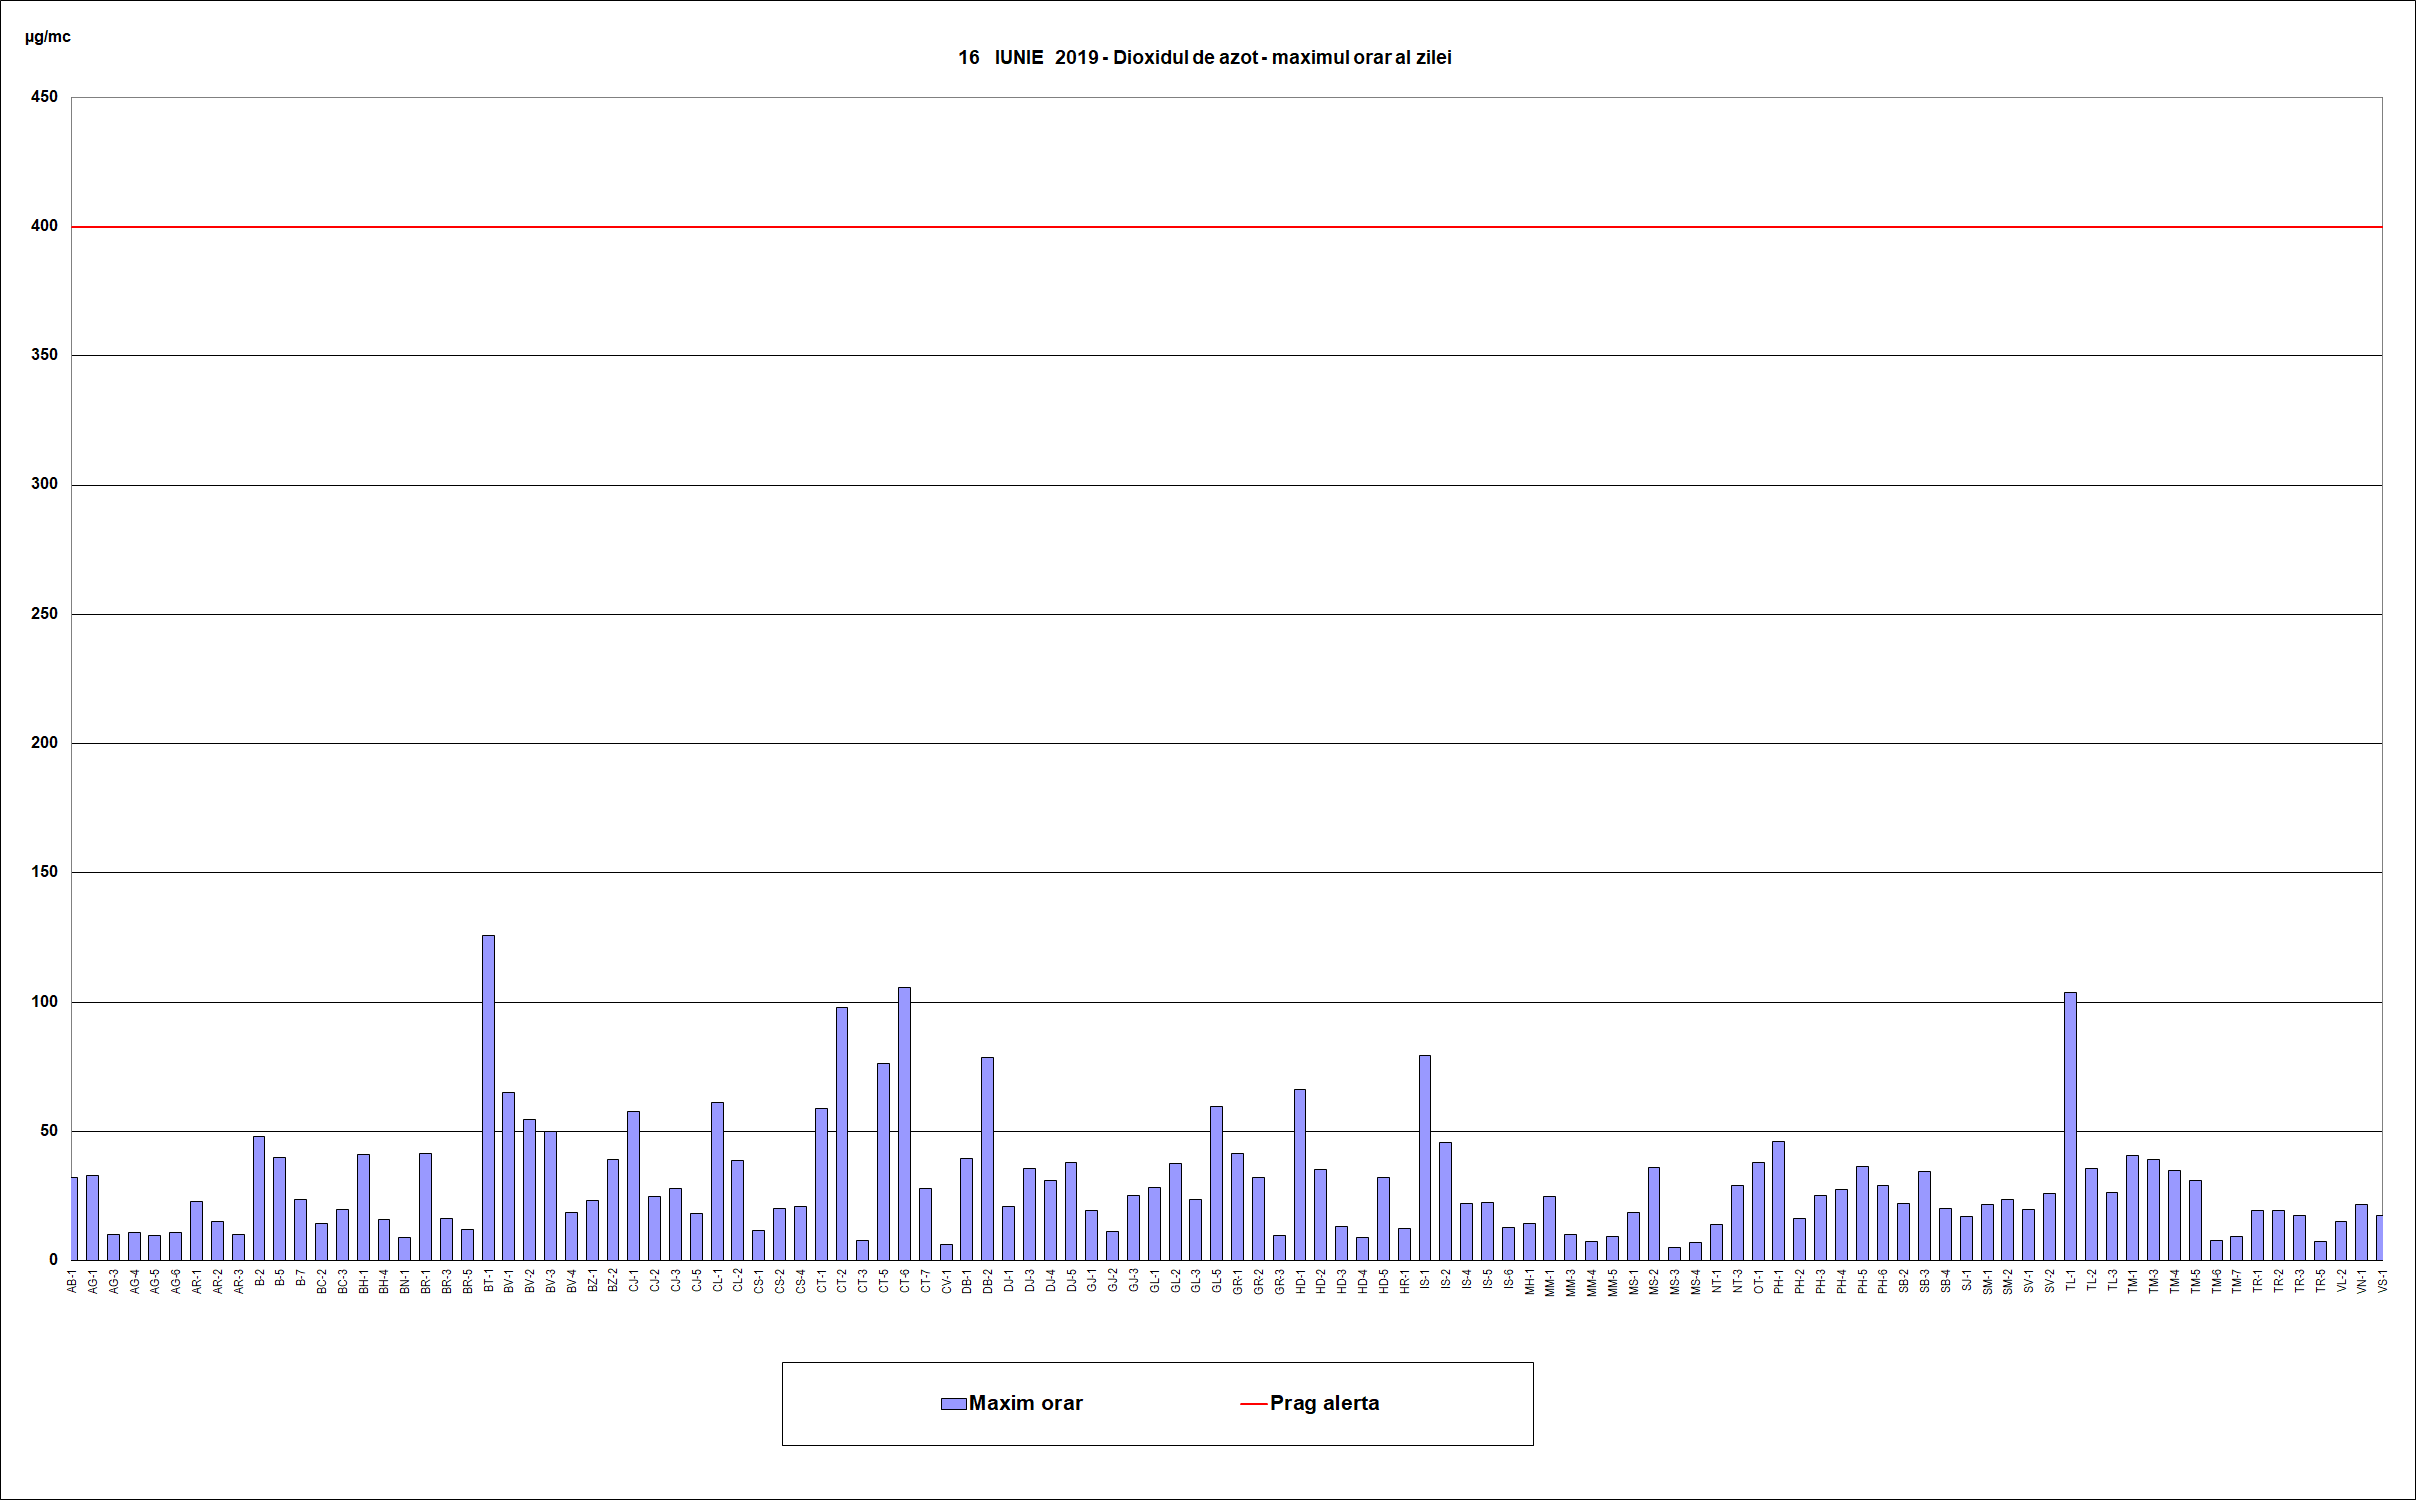 µg/mc
16 IUNIE 2019 - Dioxidul de azot - maximul orar al zilei
450
400
350
300
250
200
150
100
50
0
AB-1 AG-1 AG-3 AG-4 AG-5 AG-6 AR-1 AR-2 AR-3 B-2 B-5 B-7 BC-2 BC-3 BH-1 BH-4 BN-1 BR-1 BR-3 BR-5 BT-1 BV-1 BV-2 BV-3 BV-4 BZ-1 BZ-2 CJ-1 CJ-2 CJ-3 CJ-5 CL-1 CL-2 CS-1 CS-2 CS-4 CT-1 CT-2 CT-3 CT-5 CT-6 CT-7 CV-1 DB-1 DB-2 DJ-1 DJ-3 DJ-4 DJ-5 GJ-1 GJ-2 GJ-3 GL-1 GL-2 GL-3 GL-5 GR-1 GR-2 GR-3 HD-1 HD-2 HD-3 HD-4 HD-5 HR-1 IS-1 IS-2 IS-4 IS-5 IS-6 MH-1 MM-1 MM-3 MM-4 MM-5 MS-1 MS-2 MS-3 MS-4 NT-1 NT-3 OT-1 PH-1 PH-2 PH-3 PH-4 PH-5 PH-6 SB-2 SB-3 SB-4 SJ-1 SM-1 SM-2 SV-1 SV-2 TL-1 TL-2 TL-3 TM-1 TM-3 TM-4 TM-5 TM-6 TM-7 TR-1 TR-2 TR-3 TR-5 VL-2 VN-1 VS-1
Maxim orar Prag alerta